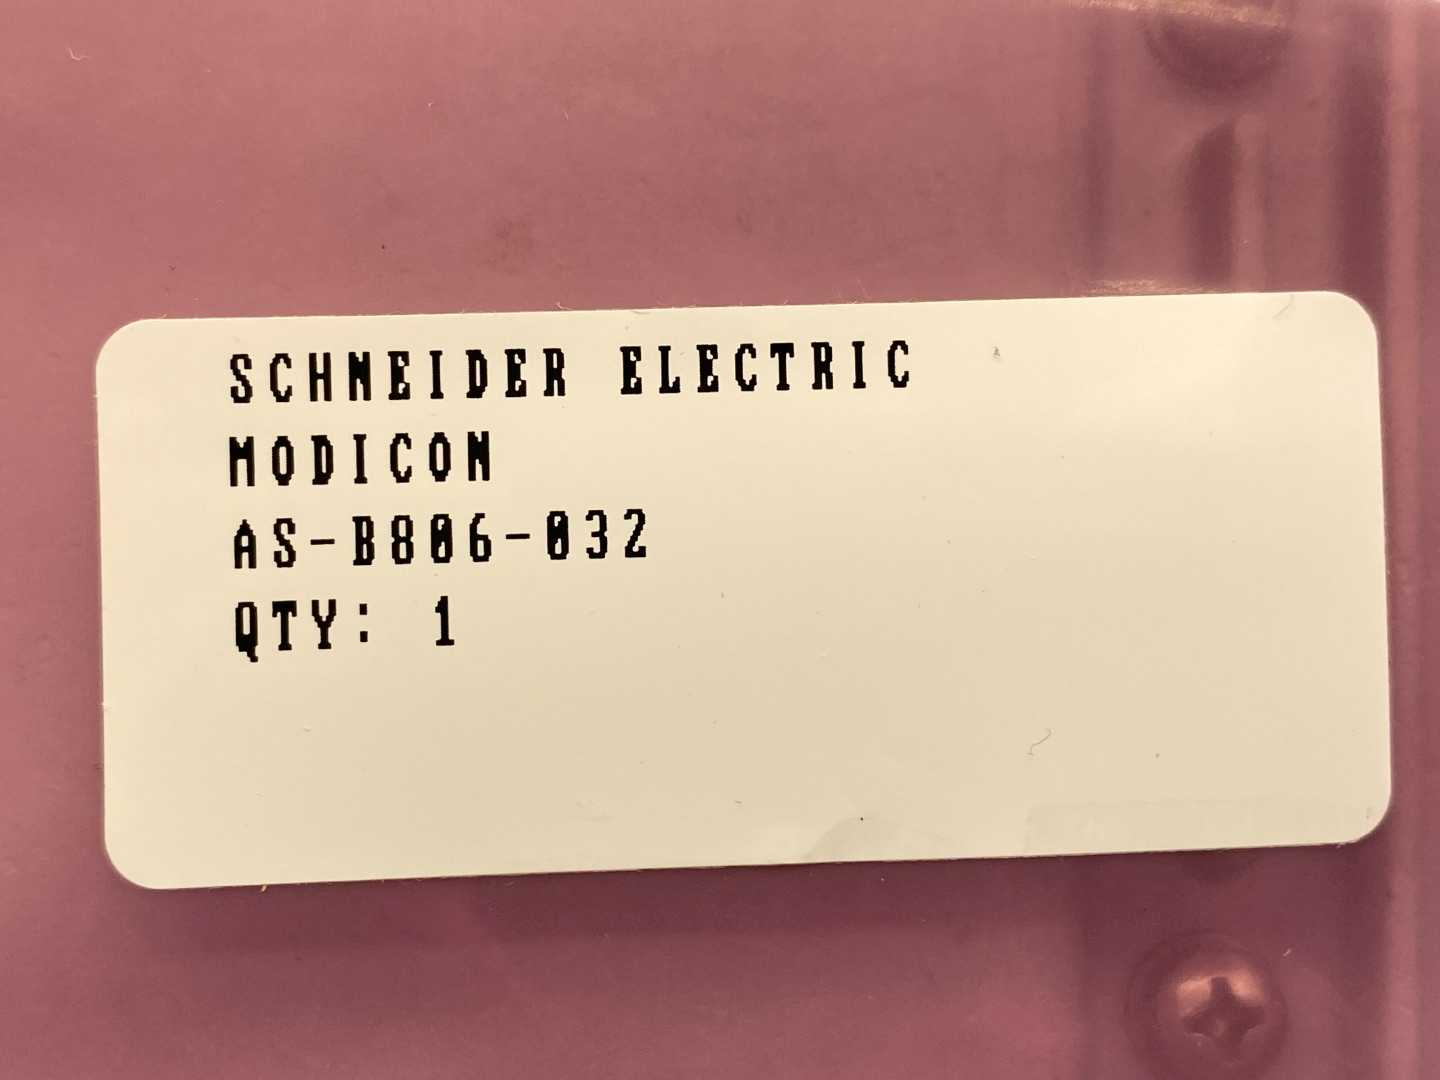 SCHNEIDER ELECTRIC
MODICON
AS-B806-032
QTY: 1